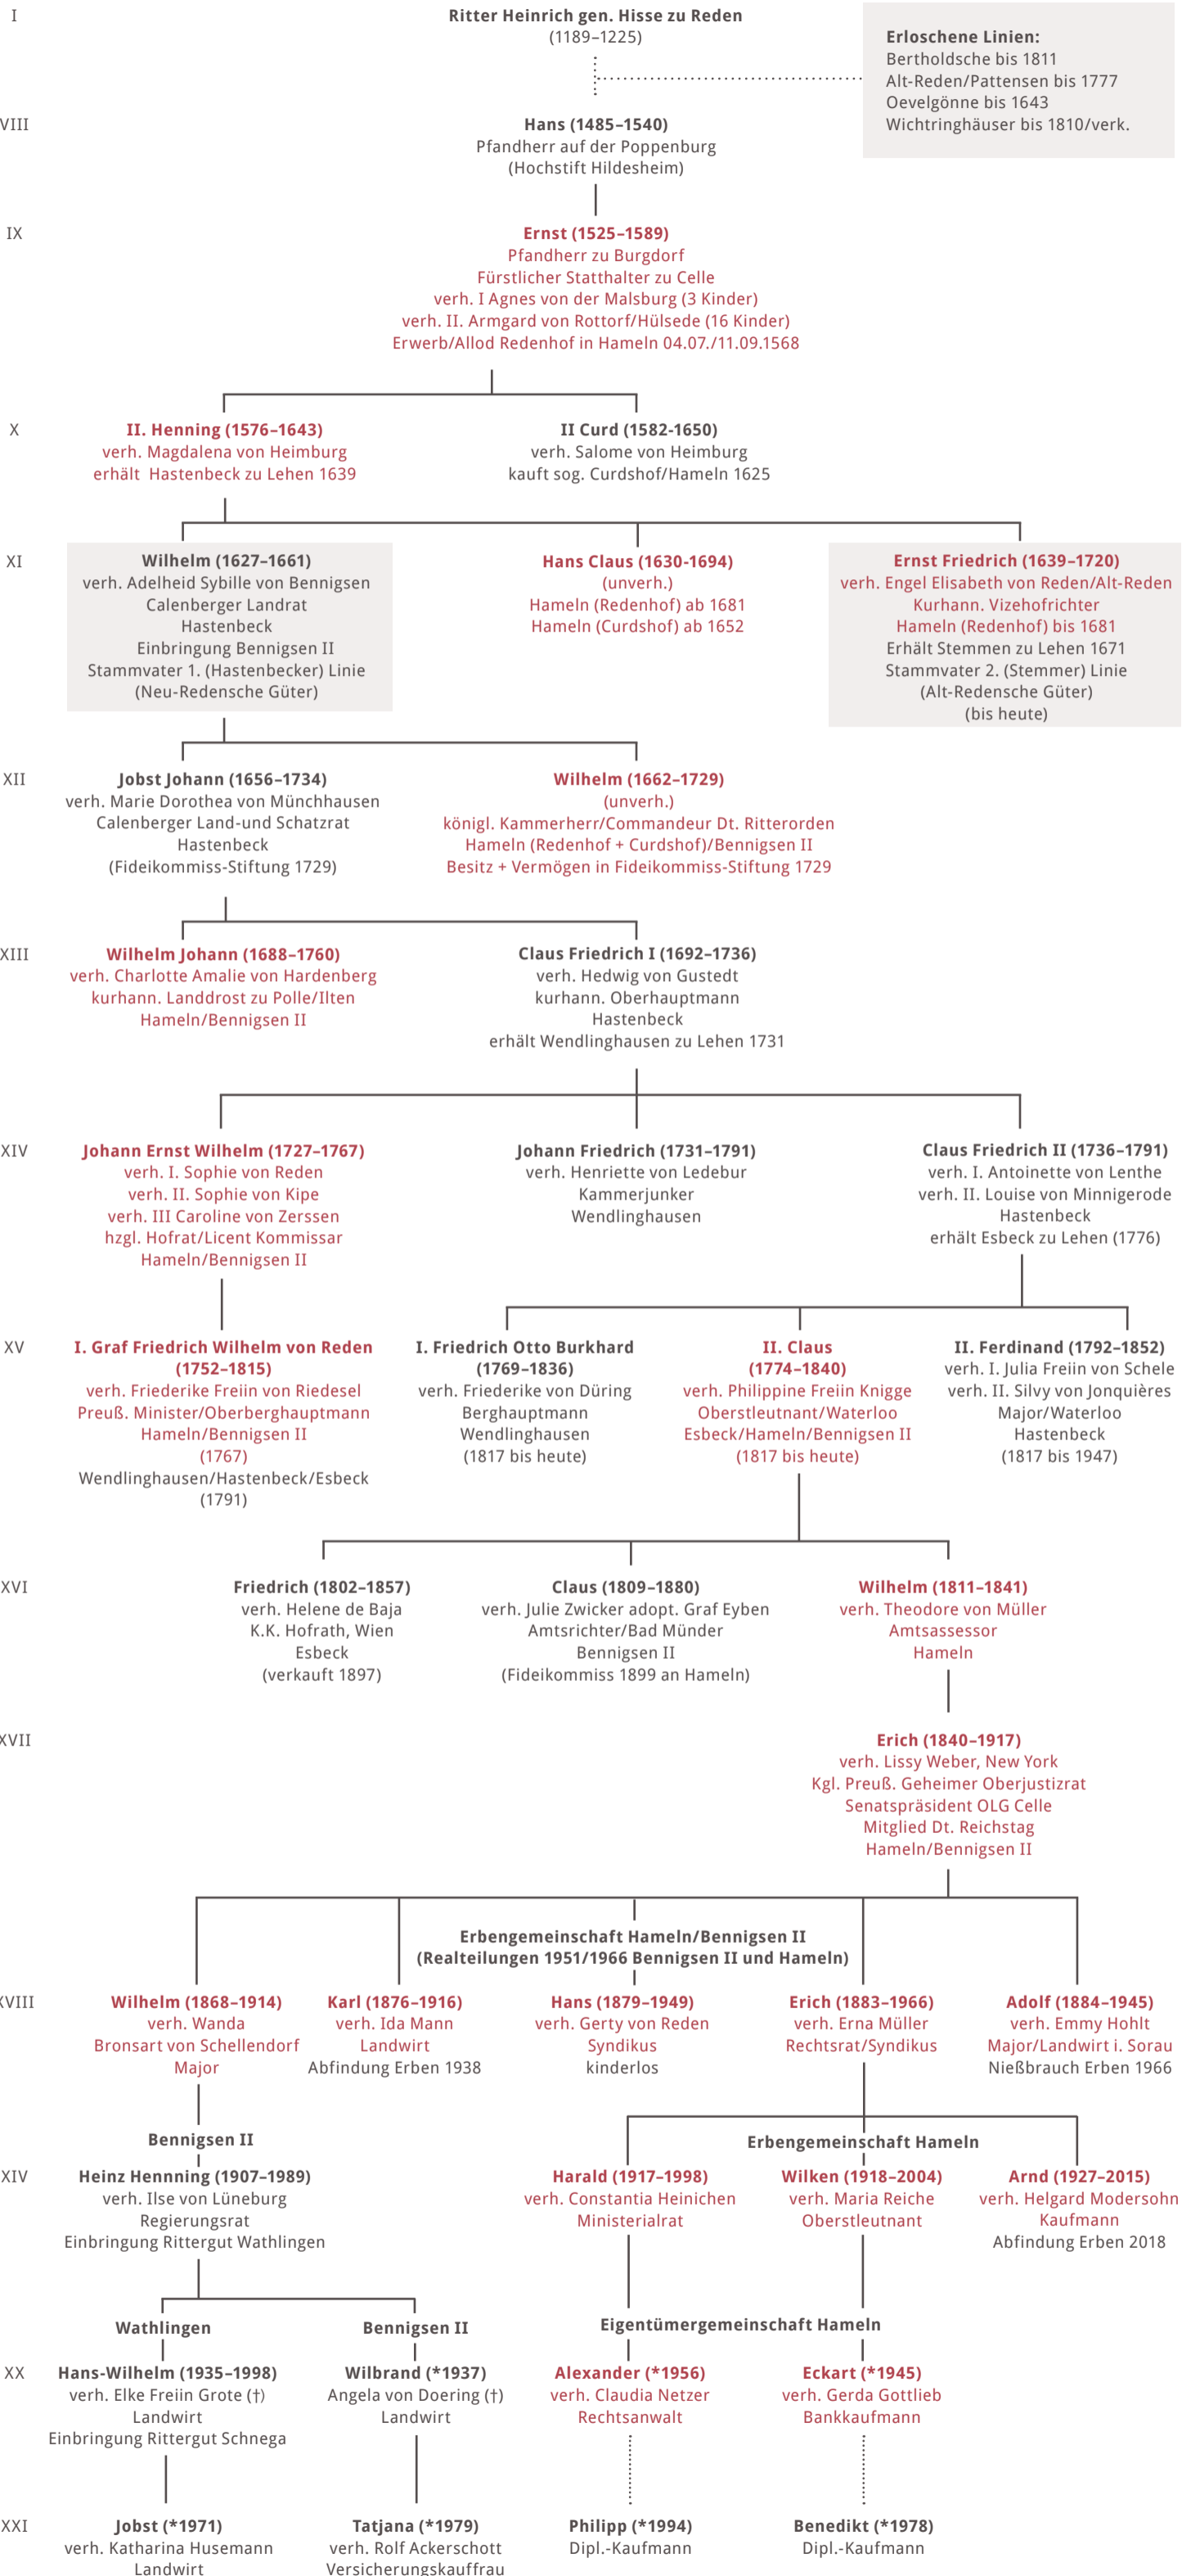 I
Ritter Heinrich gen. Hisse zu Reden
(1189–1225)
Erloschene Linien:
Bertholdsche bis 1811
Alt-Reden/Pattensen bis 1777
Oevelgönne bis 1643
Wichtringhäuser bis 1810/verk.
VIII
Hans (1485–1540)
Pfandherr auf der Poppenburg
(Hochstift Hildesheim)
IX
Ernst (1525–1589)
Pfandherr zu Burgdorf
Fürstlicher Statthalter zu Celle
verh. I Agnes von der Malsburg (3 Kinder)
verh. II. Armgard von Rottorf/Hülsede (16 Kinder)
Erwerb/Allod Redenhof in Hameln 04.07./11.09.1568
X
II. Henning (1576–1643)
verh. Magdalena von Heimburg
erhält Hastenbeck zu Lehen 1639
II Curd (1582-1650)
verh. Salome von Heimburg
kauft sog. Curdshof/Hameln 1625
XI
Wilhelm (1627–1661)
verh. Adelheid Sybille von Bennigsen
Calenberger Landrat
Hastenbeck
Einbringung Bennigsen II
Stammvater 1. (Hastenbecker) Linie
(Neu-Redensche Güter)
Hans Claus (1630-1694)
(unverh.)
Hameln (Redenhof) ab 1681
Hameln (Curdshof) ab 1652
Ernst Friedrich (1639–1720)
verh. Engel Elisabeth von Reden/Alt-Reden
Kurhann. Vizehofrichter
Hameln (Redenhof) bis 1681
Erhält Stemmen zu Lehen 1671
Stammvater 2. (Stemmer) Linie
(Alt-Redensche Güter)
(bis heute)
XII
Jobst Johann (1656–1734)
verh. Marie Dorothea von Münchhausen
Calenberger Land-und Schatzrat
Hastenbeck
(Fideikommiss-Stiftung 1729)
Wilhelm (1662–1729)
(unverh.)
königl. Kammerherr/Commandeur Dt. Ritterorden
Hameln (Redenhof + Curdshof)/Bennigsen II
Besitz + Vermögen in Fideikommiss-Stiftung 1729
XIII
Wilhelm Johann (1688–1760)
verh. Charlotte Amalie von Hardenberg
kurhann. Landdrost zu Polle/Ilten
Hameln/Bennigsen II
Claus Friedrich I (1692–1736)
verh. Hedwig von Gustedt
kurhann. Oberhauptmann
Hastenbeck
erhält Wendlinghausen zu Lehen 1731
XIV
Johann Ernst Wilhelm (1727–1767)
verh. I. Sophie von Reden
verh. II. Sophie von Kipe
verh. III Caroline von Zerssen
hzgl. Hofrat/Licent Kommissar
Hameln/Bennigsen II
Johann Friedrich (1731–1791)
verh. Henriette von Ledebur
Kammerjunker
Wendlinghausen
Claus Friedrich II (1736–1791)
verh. I. Antoinette von Lenthe
verh. II. Louise von Minnigerode
Hastenbeck
erhält Esbeck zu Lehen (1776)
XV
I. Graf Friedrich Wilhelm von Reden
(1752–1815)
verh. Friederike Freiin von Riedesel
Preuß. Minister/Oberberghauptmann
Hameln/Bennigsen II
(1767)
Wendlinghausen/Hastenbeck/Esbeck
(1791)
I. Friedrich Otto Burkhard
(1769–1836)
verh. Friederike von Düring
Berghauptmann
Wendlinghausen
(1817 bis heute)
II. Claus
(1774–1840)
verh. Philippine Freiin Knigge
Oberstleutnant/Waterloo
Esbeck/Hameln/Bennigsen II
(1817 bis heute)
II. Ferdinand (1792–1852)
verh. I. Julia Freiin von Schele
verh. II. Silvy von Jonquières
Major/Waterloo
Hastenbeck
(1817 bis 1947)
XVI
Friedrich (1802–1857)
verh. Helene de Baja
K.K. Hofrath, Wien
Esbeck
(verkauft 1897)
Claus (1809–1880)
verh. Julie Zwicker adopt. Graf Eyben
Amtsrichter/Bad Münder
Bennigsen II
(Fideikommiss 1899 an Hameln)
Wilhelm (1811–1841)
verh. Theodore von Müller
Amtsassessor
Hameln
XVII
Erich (1840–1917)
verh. Lissy Weber, New York
Kgl. Preuß. Geheimer Oberjustizrat
Senatspräsident OLG Celle
Mitglied Dt. Reichstag
Hameln/Bennigsen II
Erbengemeinschaft Hameln/Bennigsen II
(Realteilungen 1951/1966 Bennigsen II und Hameln)
XVIII
Wilhelm (1868–1914)
verh. Wanda
Bronsart von Schellendorf
Major
Karl (1876–1916)
verh. Ida Mann
Landwirt
Abfindung Erben 1938
Hans (1879–1949)
verh. Gerty von Reden
Syndikus
kinderlos
Erich (1883–1966)
verh. Erna Müller
Rechtsrat/Syndikus
Adolf (1884–1945)
verh. Emmy Hohlt
Major/Landwirt i. Sorau
Nießbrauch Erben 1966
Bennigsen II
Erbengemeinschaft Hameln
XIV
Heinz Hennning (1907–1989)
verh. Ilse von Lüneburg
Regierungsrat
Einbringung Rittergut Wathlingen
Harald (1917–1998)
verh. Constantia Heinichen
Ministerialrat
Wilken (1918–2004)
verh. Maria Reiche
Oberstleutnant
Arnd (1927–2015)
verh. Helgard Modersohn
Kaufmann
Abfindung Erben 2018
Wathlingen
Bennigsen II
Eigentümergemeinschaft Hameln
XX
Hans-Wilhelm (1935–1998)
verh. Elke Freiin Grote (†)
Landwirt
Einbringung Rittergut Schnega
Wilbrand (*1937)
Angela von Doering (†)
Landwirt
Alexander (*1956)
verh. Claudia Netzer
Rechtsanwalt
Eckart (*1945)
verh. Gerda Gottlieb
Bankkaufmann
XXI
Jobst (*1971)
verh. Katharina Husemann
Landwirt
Tatjana (*1979)
verh. Rolf Ackerschott
Versicherungskauffrau
Philipp (*1994)
Dipl.-Kaufmann
Benedikt (*1978)
Dipl.-Kaufmann